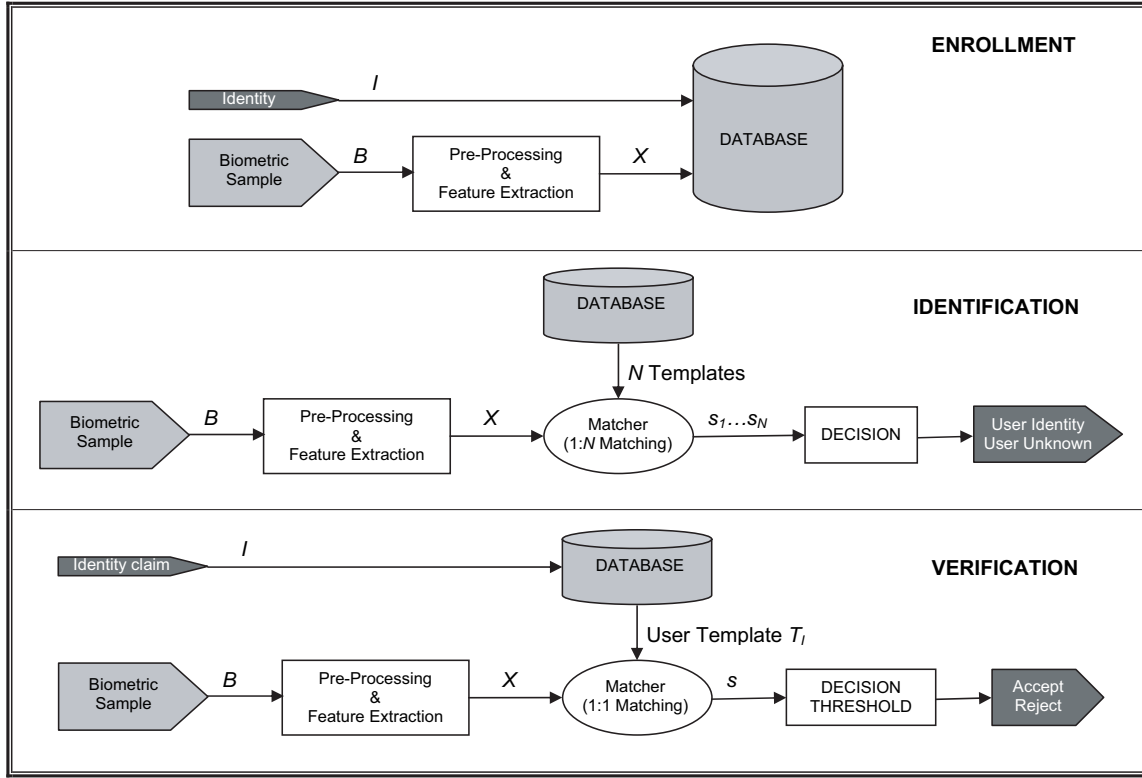 ENROLLMENT
I
Identity
DATABASE
Biometric
Sample
B
Pre-Processing
&
Feature Extraction
X
IDENTIFICATION
DATABASE
N Templates
Biometric
Sample
B
Pre-Processing
&
Feature Extraction
X
Matcher
(1:N Matching)
s1…sN
DECISION
User Identity
User Unknown
VERIFICATION
Identity claim
I
DATABASE
User Template TI
Biometric
Sample
B
Pre-Processing
&
Feature Extraction
X
Matcher
(1:1 Matching)
s
DECISION
THRESHOLD
Accept
Reject